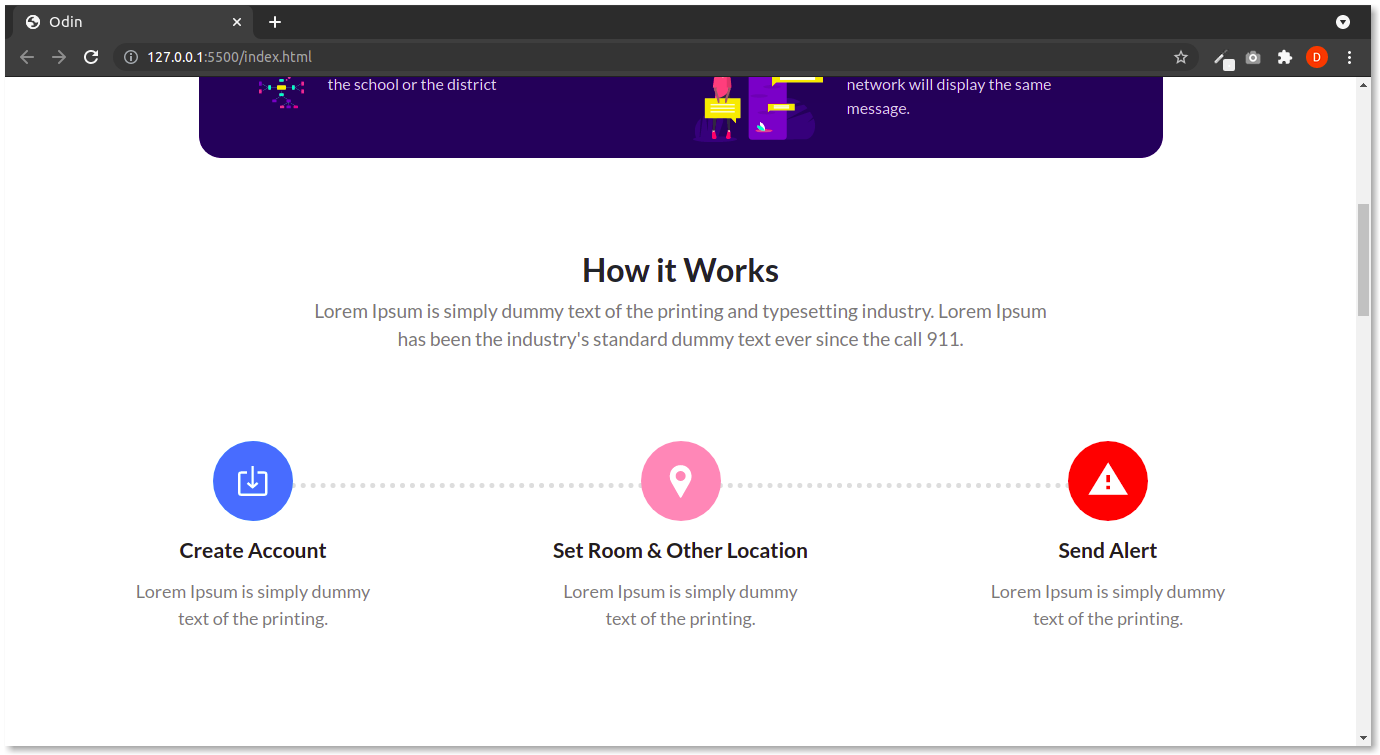 Odin
127.0.0.1:5500/index.html
D
the school or the district
network will display the same
message.
How it Works
Lorem Ipsum is simply dummy text of the printing and typesetting industry. Lorem Ipsum
has been the industry's standard dummy text ever since the call 911.
Create Account
Lorem Ipsum is simply dummy
text of the printing.
Set Room & Other Location
Lorem Ipsum is simply dummy
text of the printing.
Send Alert
Lorem Ipsum is simply dummy
text of the printing.